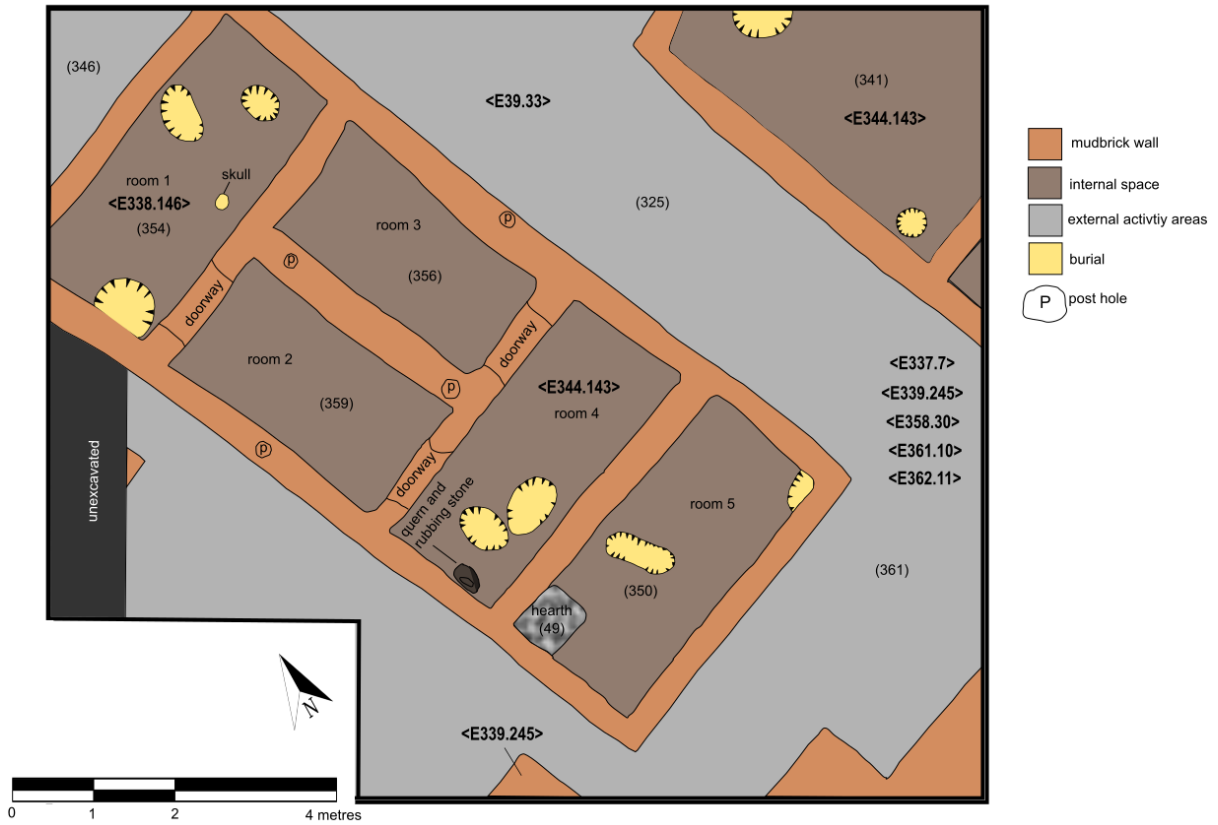 (346)
<E39.33>
(341)
<E344.143>
room 1
skull
<E338.146>
(354)
room 3
(356)
p
p
(325)
doorway
room 2
(359)
doorway
p
p
<E344.143>
room 4
doorway
quern and
rubbing stone
room 5
(350)
hearth
(49)
<E337.7>
<E339.245>
<E358.30>
<E361.10>
<E362.11>
(361)
unexcavated
<E339.245>
N
0 1 2 4 metres
mudbrick wall
internal space
external activtiy areas
burial
P post hole